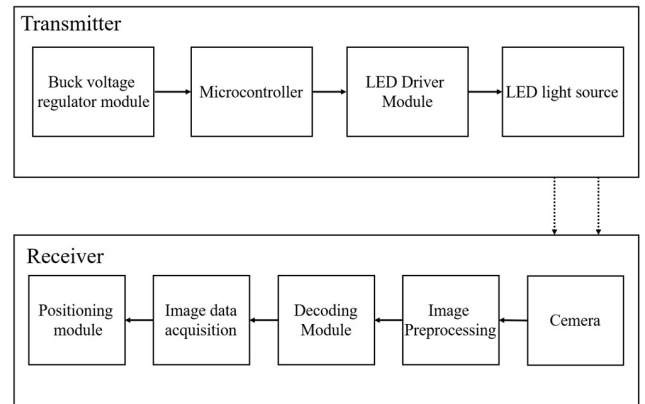 Transmitter
Buck voltage
regulator module
Microcontroller
LED Driver
Module
LED light source
Receiver
Positioning
module
Image data
acquisition
Decoding
Module
Image
Preprocessing
Cemera